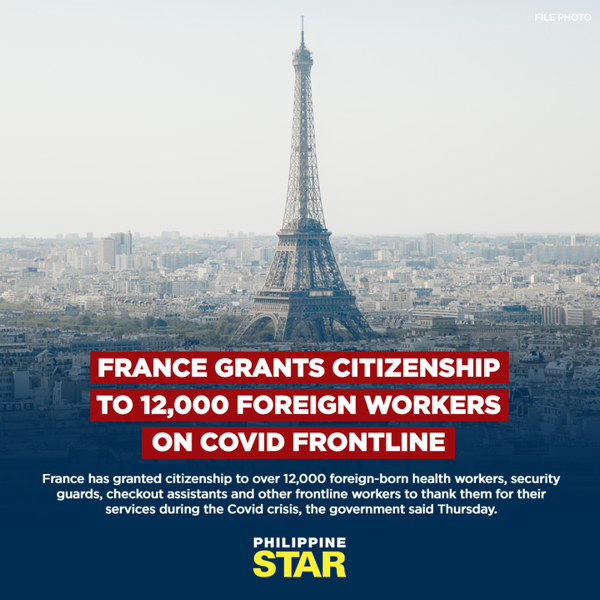 FILE PHOTO
FRANCE GRANTS CITIZENSHIP
TO 12,000 FOREIGN WORKERS
ON COVID FRONTLINE
France has granted citizenship to over 12,000 foreign-born health workers, security
guards, checkout assistants and other frontline workers to thank them for their
services during the Covid crisis, the government said Thursday.
PHILIPPINE
STAR